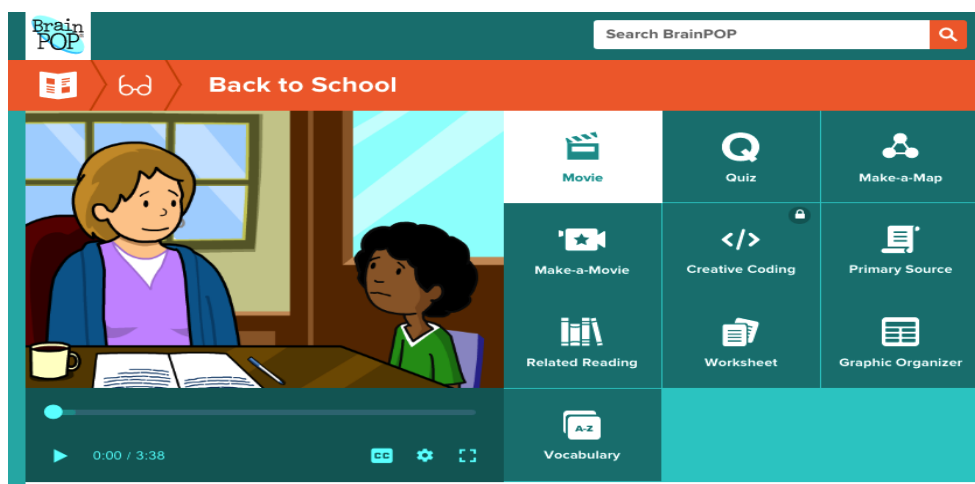 Brain
POP
Search BrainPOP
Back to School
Movie
Quiz
Make-a-Map
Make-a-Movie
</>
Creative Coding
Primary Source
Related Reading
Worksheet
Graphic Organizer
A-Z
Vocabulary
0:00 / 3:38
CC